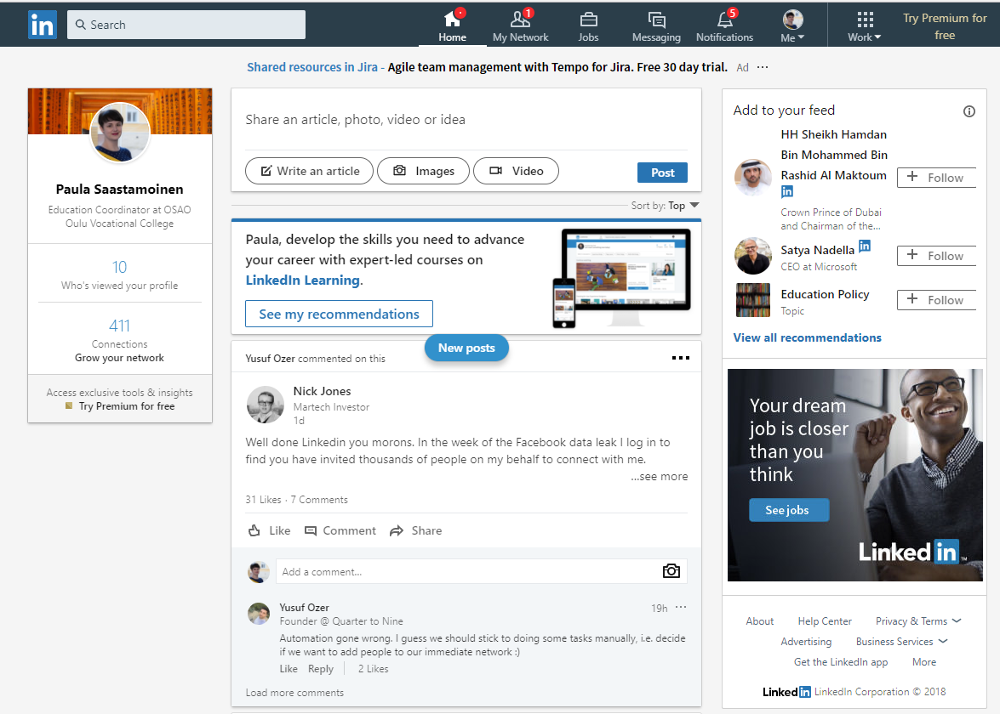 in
Search
Home
1
My Network
Jobs
Messaging
5
Notifications
Me
Work
Try Premium for
free
Shared resources in Jira - Agile team management with Tempo for Jira. Free 30 day trial. Ad ...
Paula Saastamoinen
Education Coordinator at OSAO
Oulu Vocational College
10
Who's viewed your profile
411
Connections
Grow your network
Access exclusive tools & insights
Try Premium for free
Share an article, photo, video or idea
Write an article
Images
Video
Post
Sort by: Top
Paula, develop the skills you need to advance
your career with expert-led courses on
LinkedIn Learning.
See my recommendations
New posts
Yusuf Ozer commented on this
Nick Jones
Martech Investor
1d
Well done Linkedin you morons. In the week of the Facebook data leak I log in to
find you have invited thousands of people on my behalf to connect with me.
...see more
31 Likes · 7 Comments
Like
Comment
Share
Add a comment...
Yusuf Ozer
19h ...
Founder @ Quarter to Nine
Automation gone wrong. I guess we should stick to doing some tasks manually, i.e. decide
if we want to add people to our immediate network :)
Like Reply 2 Likes
Load more comments
Add to your feed
HH Sheikh Hamdan
Bin Mohammed Bin
Rashid Al Maktoum
in
Crown Prince of Dubai
and Chairman of the...
+ Follow
Satya Nadella in
CEO at Microsoft
+ Follow
Education Policy
Topic
+ Follow
View all recommendations
Your dream
job is closer
than you
think
See jobs
Linked in ™
About Help Center Privacy & Terms
Advertising Business Services
Get the LinkedIn app More
Linked in LinkedIn Corporation © 2018